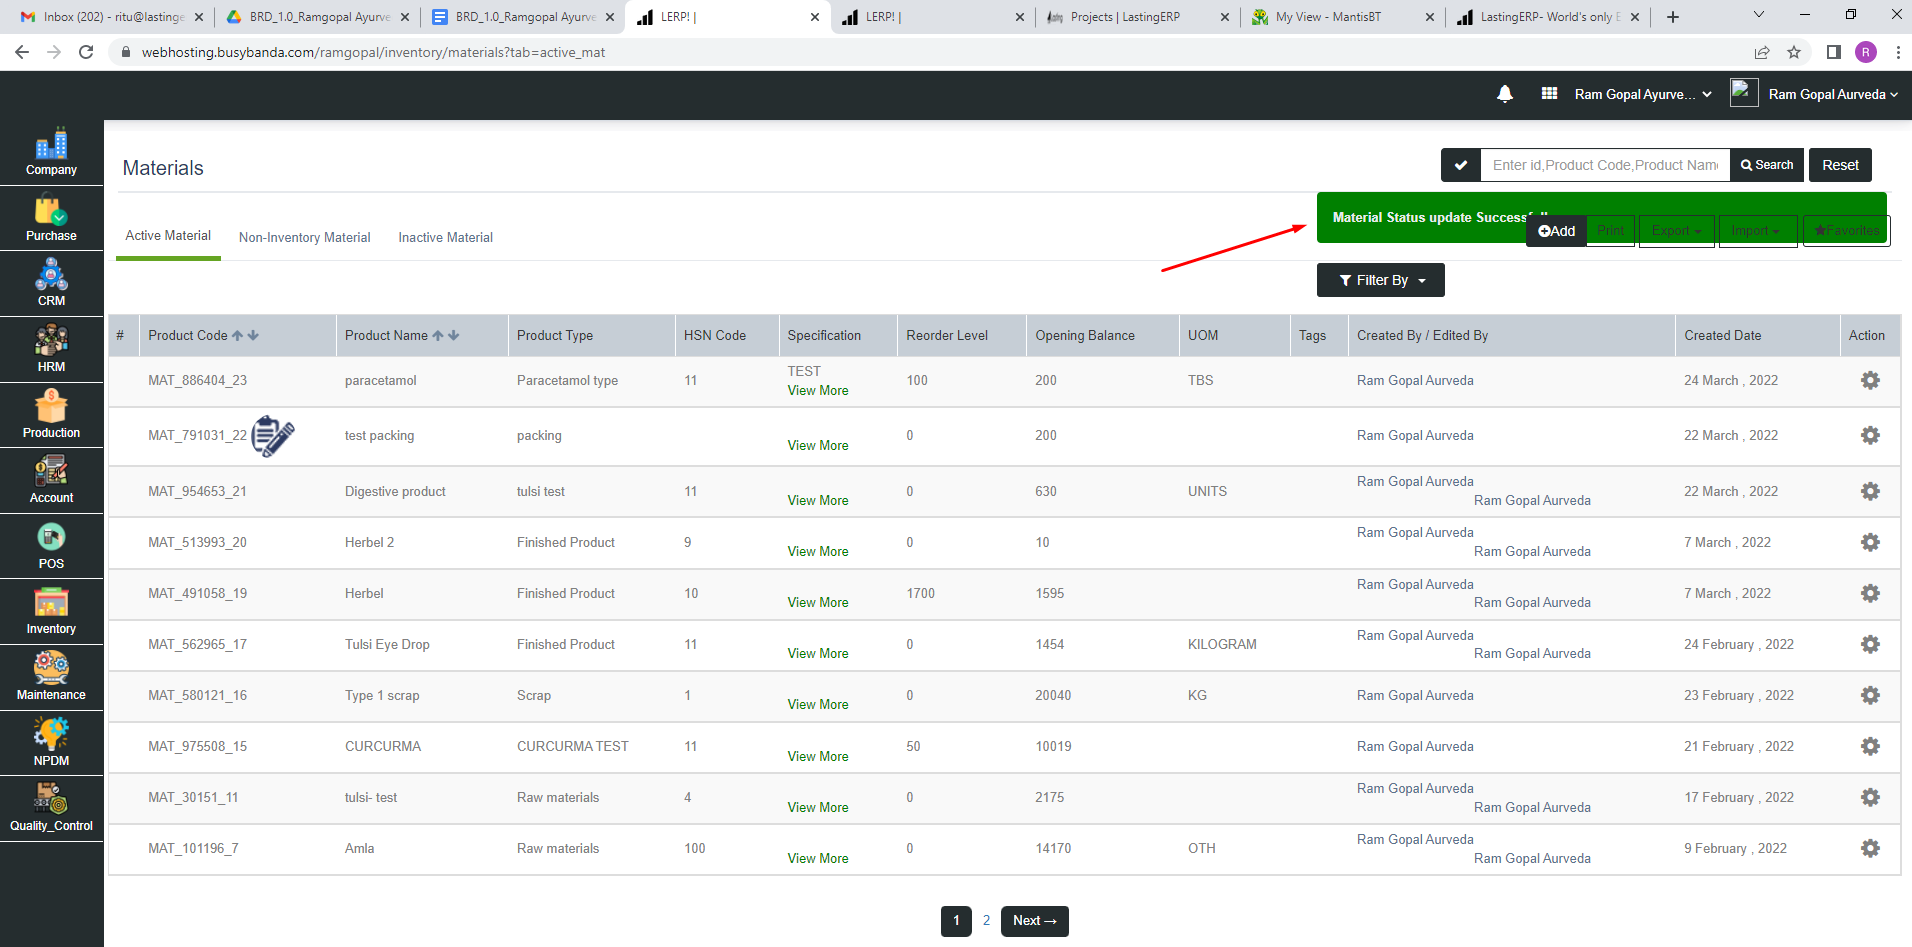 Inbox (202) - ritu@lastinge
BRD_1.0_Ramgopal Ayurve
BRD_1.0_Ramgopal Ayurve
LERP! |
LERP! |
Projects | LastingERP
My View - MantisBT
LastingERP- World's only E
webhosting.busybanda.com/ramgopal/inventory/materials?tab=active_mat
R
Ram Gopal Ayurve...
Ram Gopal Aurveda
Company
Purchase
CRM
HRM
Production
Account
POS
Inventory
Maintenance
NPDM
Quality_Control
Materials
Enter id,Product Code,Product Name
Search
Reset
Active Material
Non-Inventory Material
Inactive Material
Material Status update Successfully
Add
Print
Export
Import
Favorites
Filter By
# Product Code Product Name Product Type HSN Code Specification Reorder Level Opening Balance UOM Tags Created By / Edited By Created Date Action
MAT_886404_23 paracetamol Paracetamol type 11 TEST 100 200 TBS Ram Gopal Aurveda 24 March , 2022
View More
MAT_791031_22 test packing packing 0 200 Ram Gopal Aurveda 22 March , 2022
View More
MAT_954653_21 Digestive product tulsi test 11 0 630 UNITS Ram Gopal Aurveda 22 March , 2022
View More Ram Gopal Aurveda
MAT_513993_20 Herbel 2 Finished Product 9 0 10 Ram Gopal Aurveda 7 March , 2022
View More Ram Gopal Aurveda
MAT_491058_19 Herbel Finished Product 10 1700 1595 Ram Gopal Aurveda 7 March , 2022
View More Ram Gopal Aurveda
MAT_562965_17 Tulsi Eye Drop Finished Product 11 0 1454 KILOGRAM Ram Gopal Aurveda 24 February , 2022
View More Ram Gopal Aurveda
MAT_580121_16 Type 1 scrap Scrap 1 0 20040 KG Ram Gopal Aurveda 23 February , 2022
View More
MAT_975508_15 CURCURMA CURCURMA TEST 11 50 10019 Ram Gopal Aurveda 21 February , 2022
View More
MAT_30151_11 tulsi- test Raw materials 4 0 2175 Ram Gopal Aurveda 17 February , 2022
View More Ram Gopal Aurveda
MAT_101196_7 Amla Raw materials 100 0 14170 OTH Ram Gopal Aurveda 9 February , 2022
View More Ram Gopal Aurveda
1 2 Next →